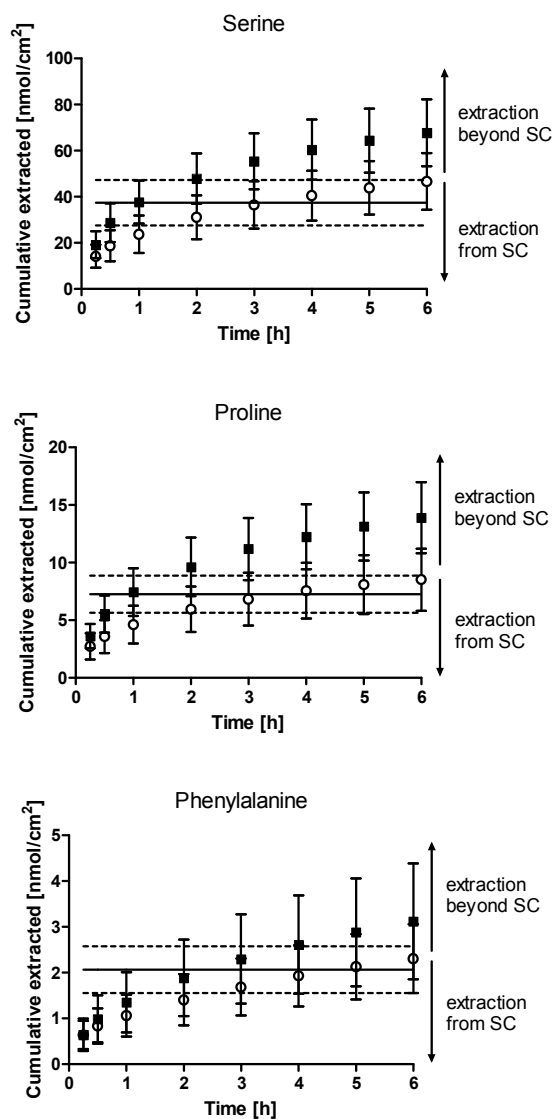 Serine
Cumulative extracted [nmol/cm²]
100
80
60
40
20
0
0 1 2 3 4 5 6
Time [h]
extraction
beyond SC
extraction
from SC
Proline
Cumulative extracted [nmol/cm²]
20
15
10
5
0
0 1 2 3 4 5 6
Time [h]
extraction
beyond SC
extraction
from SC
Phenylalanine
Cumulative extracted [nmol/cm²]
5
4
3
2
1
0
0 1 2 3 4 5 6
Time [h]
extraction
beyond SC
extraction
from SC